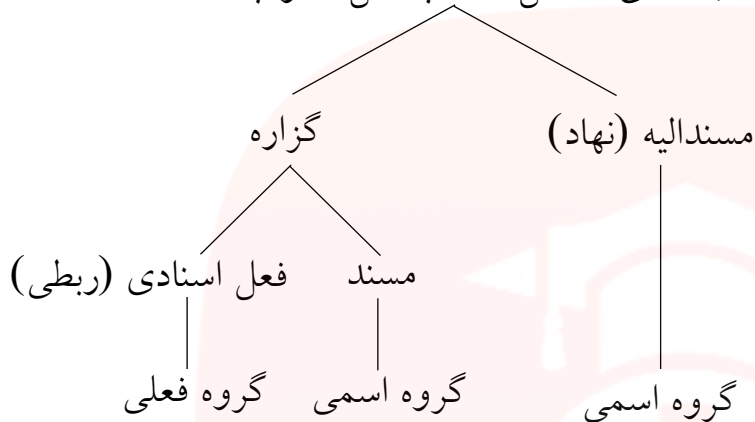 مسندالیه (نهاد) گزاره
مسند فعل اسنادی (ربطی)
گروه اسمی گروه اسمی گروه فعلی